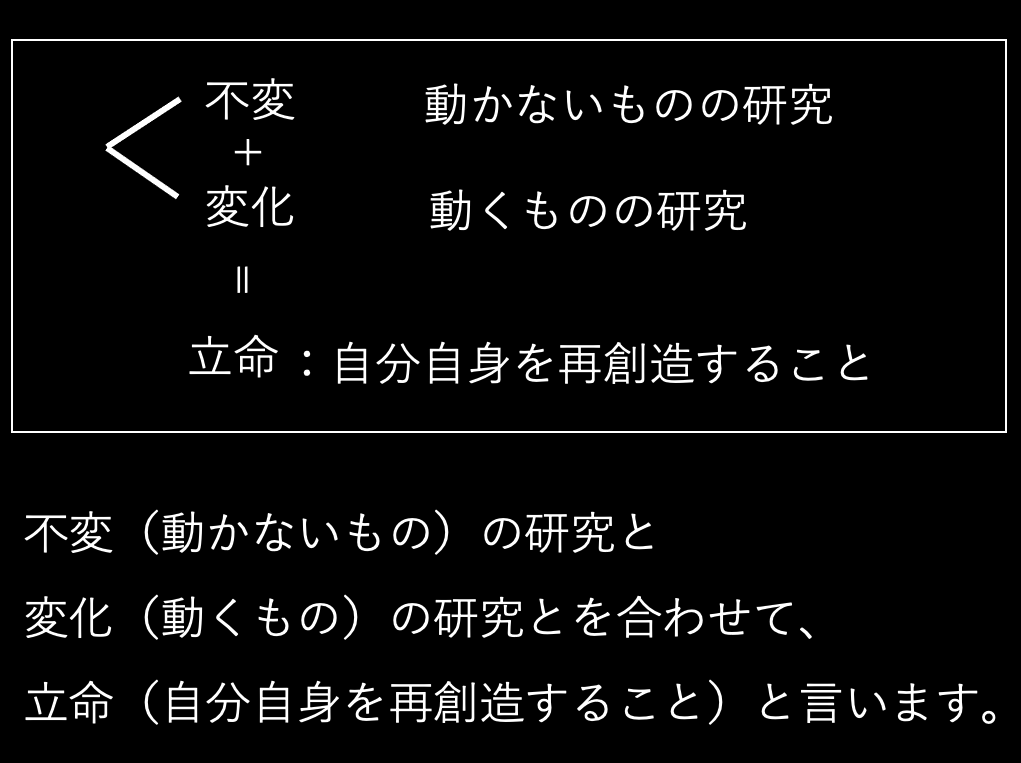 不変 動かないものの研究
＋
変化 動くものの研究
＝
立命：自分自身を再創造すること
不変（動かないもの）の研究と
変化（動くもの）の研究とを合わせて、
立命（自分自身を再創造すること）と言います。